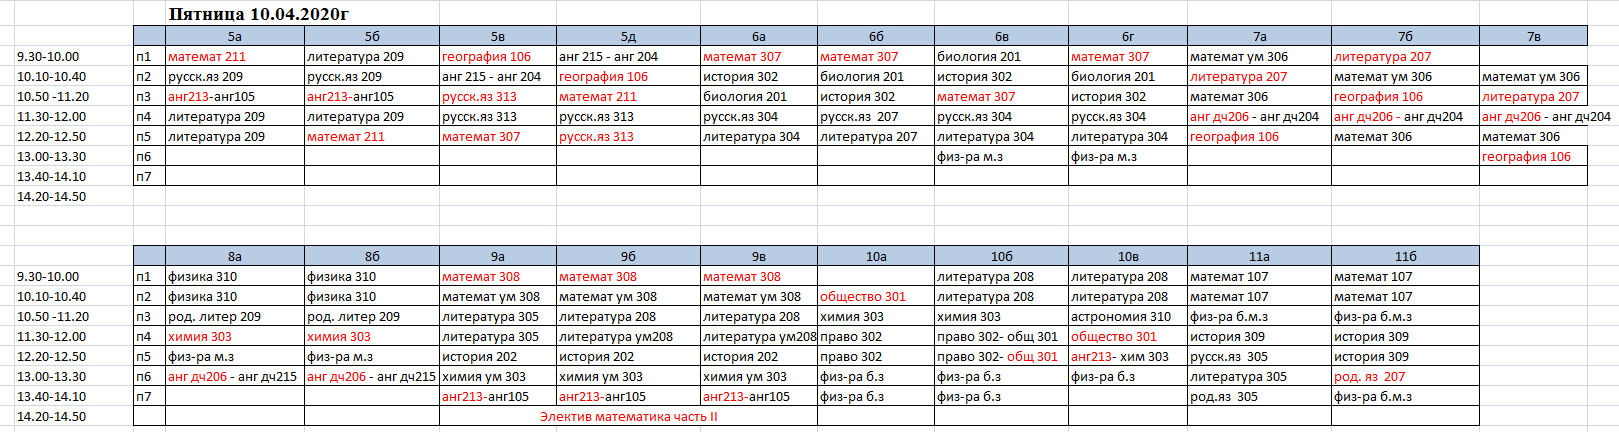 Пятница 10.04.2020г
5а 5б 5в 5д 6а 6б 6в 6г 7а 7б 7в
9.30-10.00 п1 математ 211 литература 209 география 106 анг 215 - анг 204 математ 307 математ 307 биология 201 математ 307 математ ум 306 литература 207
10.10-10.40 п2 русск.яз 209 русск.яз 209 анг 215 - анг 204 география 106 история 302 биология 201 история 302 биология 201 литература 207 математ ум 306 математ ум 306
10.50 -11.20 п3 анг213-анг105 анг213-анг105 русск.яз 313 математ 211 биология 201 история 302 математ 307 история 302 математ 306 география 106 литература 207
11.30-12.00 п4 литература 209 литература 209 русск.яз 313 русск.яз 313 русск.яз 304 русск.яз 207 русск.яз 304 русск.яз 304 анг дч206 - анг дч204 анг дч206 - анг дч204 анг дч206 - анг дч204
12.20-12.50 п5 литература 209 математ 211 математ 307 русск.яз 313 литература 304 литература 207 литература 304 литература 304 география 106 математ 306 математ 306
13.00-13.30 п6 физ-ра м.з физ-ра м.з география 106
13.40-14.10 п7
14.20-14.50
8а 8б 9а 9б 9в 10а 10б 10в 11а 11б
9.30-10.00 п1 физика 310 физика 310 математ 308 математ 308 математ 308 литература 208 литература 208 математ 107 математ 107
10.10-10.40 п2 физика 310 физика 310 математ ум 308 математ ум 308 математ ум 308 общество 301 литература 208 литература 208 математ 107 математ 107
10.50 -11.20 п3 род. литер 209 род. литер 209 литература 305 литература 208 литература 208 химия 303 химия 303 астрономия 310 физ-ра б.м.з физ-ра б.м.з
11.30-12.00 п4 химия 303 химия 303 литература 305 литература ум208 литература ум208 право 302 право 302- общ 301 общество 301 история 309 история 309
12.20-12.50 п5 физ-ра м.з физ-ра м.з история 202 история 202 история 202 право 302 право 302- общ 301 анг213- хим 303 русск.яз 305 история 309
13.00-13.30 п6 анг дч206 - анг дч215 анг дч206 - анг дч215 химия ум 303 химия ум 303 химия ум 303 физ-ра б.з физ-ра б.з физ-ра б.з литература 305 род. яз 207
13.40-14.10 п7 анг213-анг105 анг213-анг105 анг213-анг105 физ-ра б.з физ-ра б.з род.яз 305 физ-ра б.м.з
14.20-14.50 Электив математика часть II